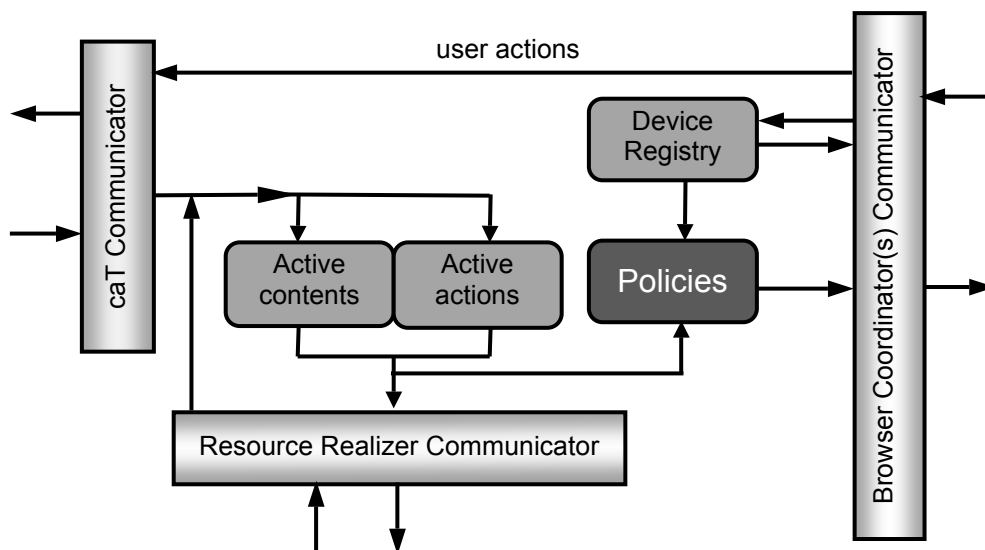 user actions
caT Communicator
Device
Registry
Browser Coordinator(s) Communicator
Active
contents
Active
actions
Policies
Resource Realizer Communicator